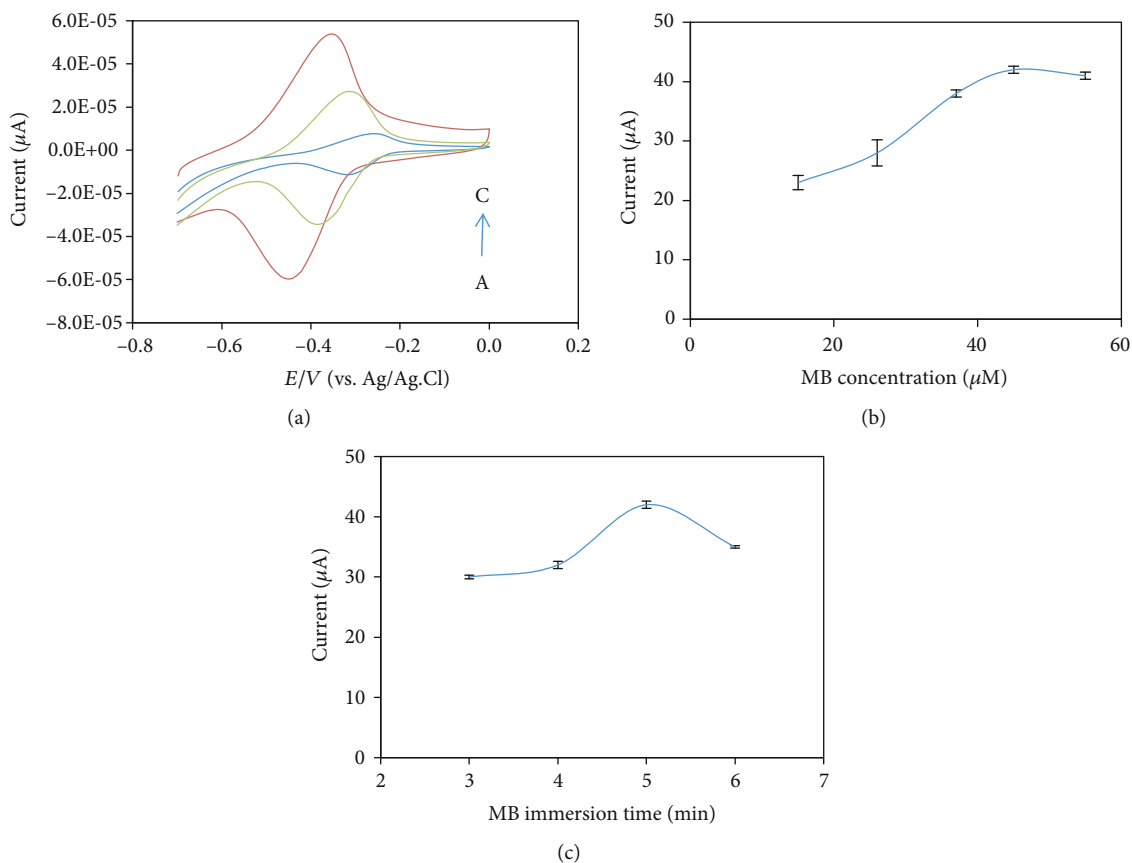 6.0E-05
4.0E-05
2.0E-05
0.0E+00
−2.0E-05
−4.0E-05
−6.0E-05
−8.0E-05
Current (μA)
C
A
−0.8 −0.6 −0.4 −0.2 0.0 0.2
E/V (vs. Ag/Ag.Cl)
(a)
50
40
30
20
10
0
Current (μA)
0 20 40 60
MB concentration (μM)
(b)
50
40
30
20
10
0
Current (μA)
2 3 4 5 6 7
MB immersion time (min)
(c)